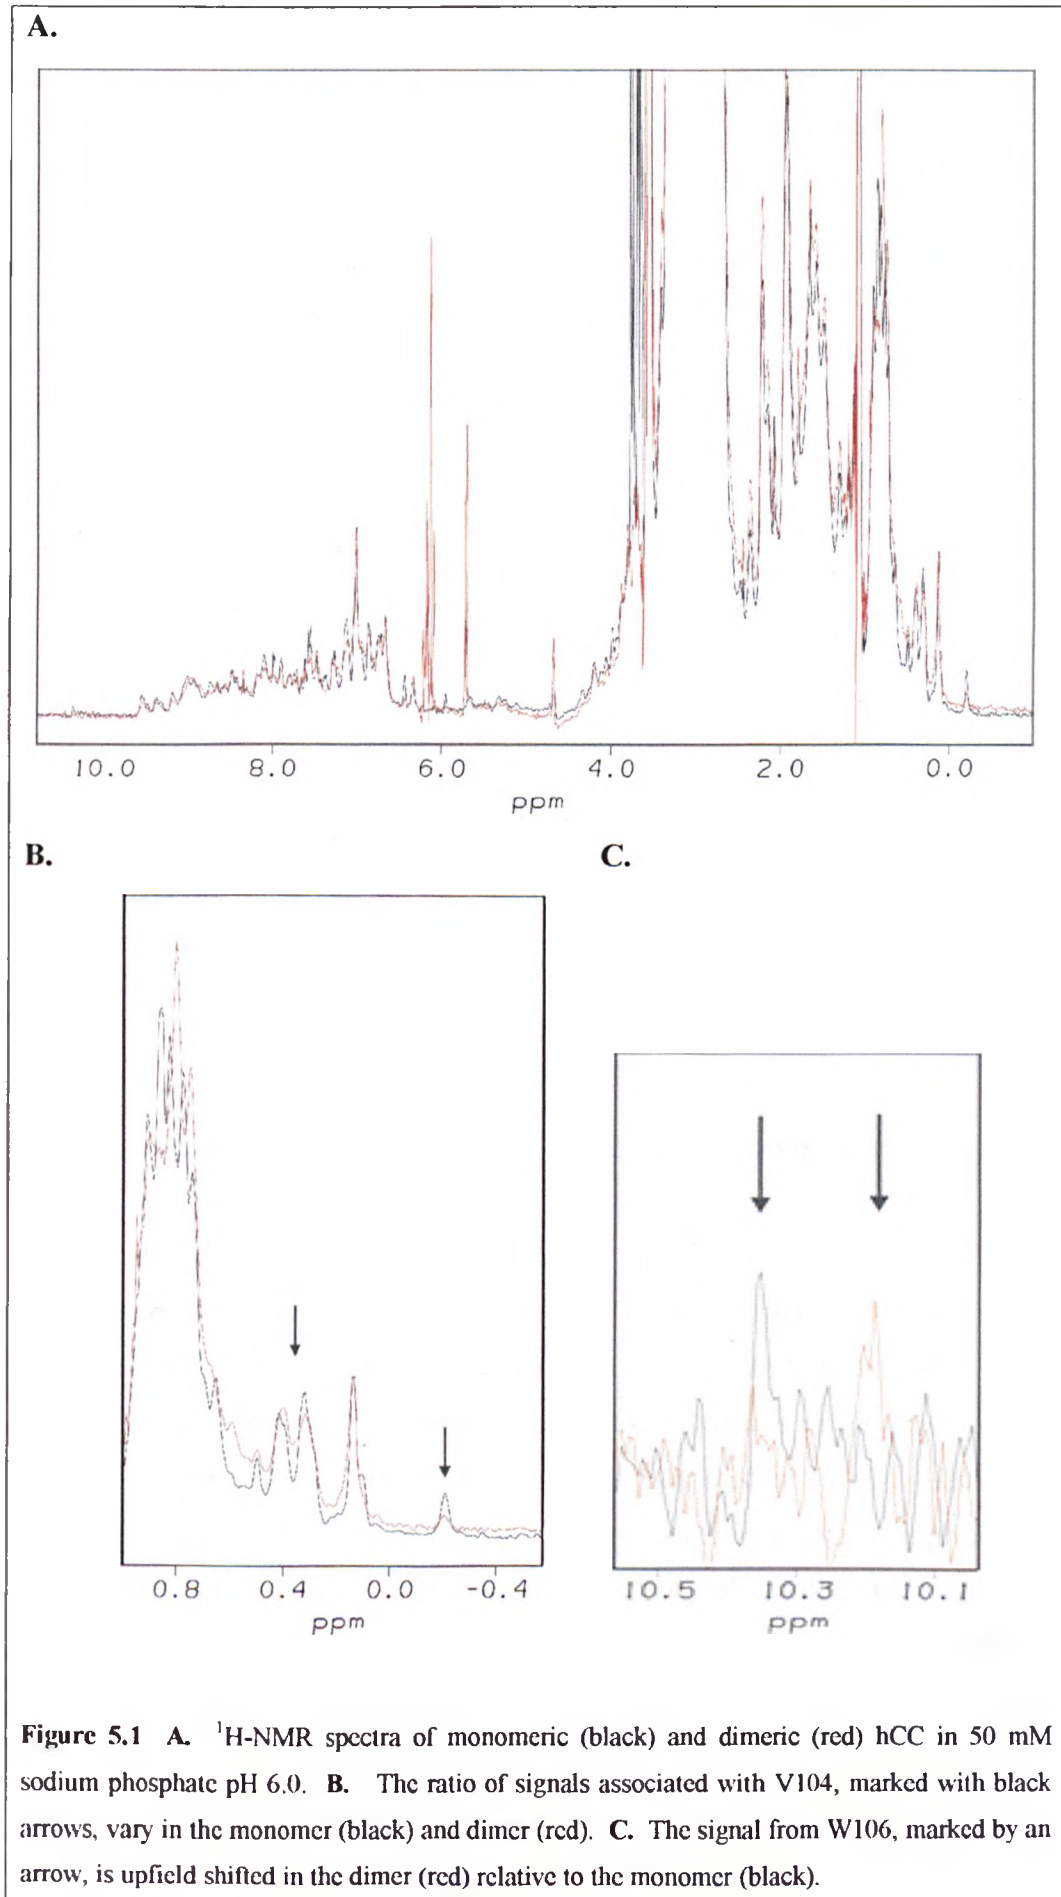 A.
10.0 8.0 6.0 4.0 2.0 0.0
ppm
B.
C.
0.8 0.4 0.0 -0.4
ppm
10.5 10.3 10.1
ppm
Figure 5.1 A. ¹H-NMR spectra of monomeric (black) and dimeric (red) hCC in 50 mM
sodium phosphate pH 6.0. B. The ratio of signals associated with V104, marked with black
arrows, vary in the monomer (black) and dimer (red). C. The signal from W106, marked by an
arrow, is upfield shifted in the dimer (red) relative to the monomer (black).